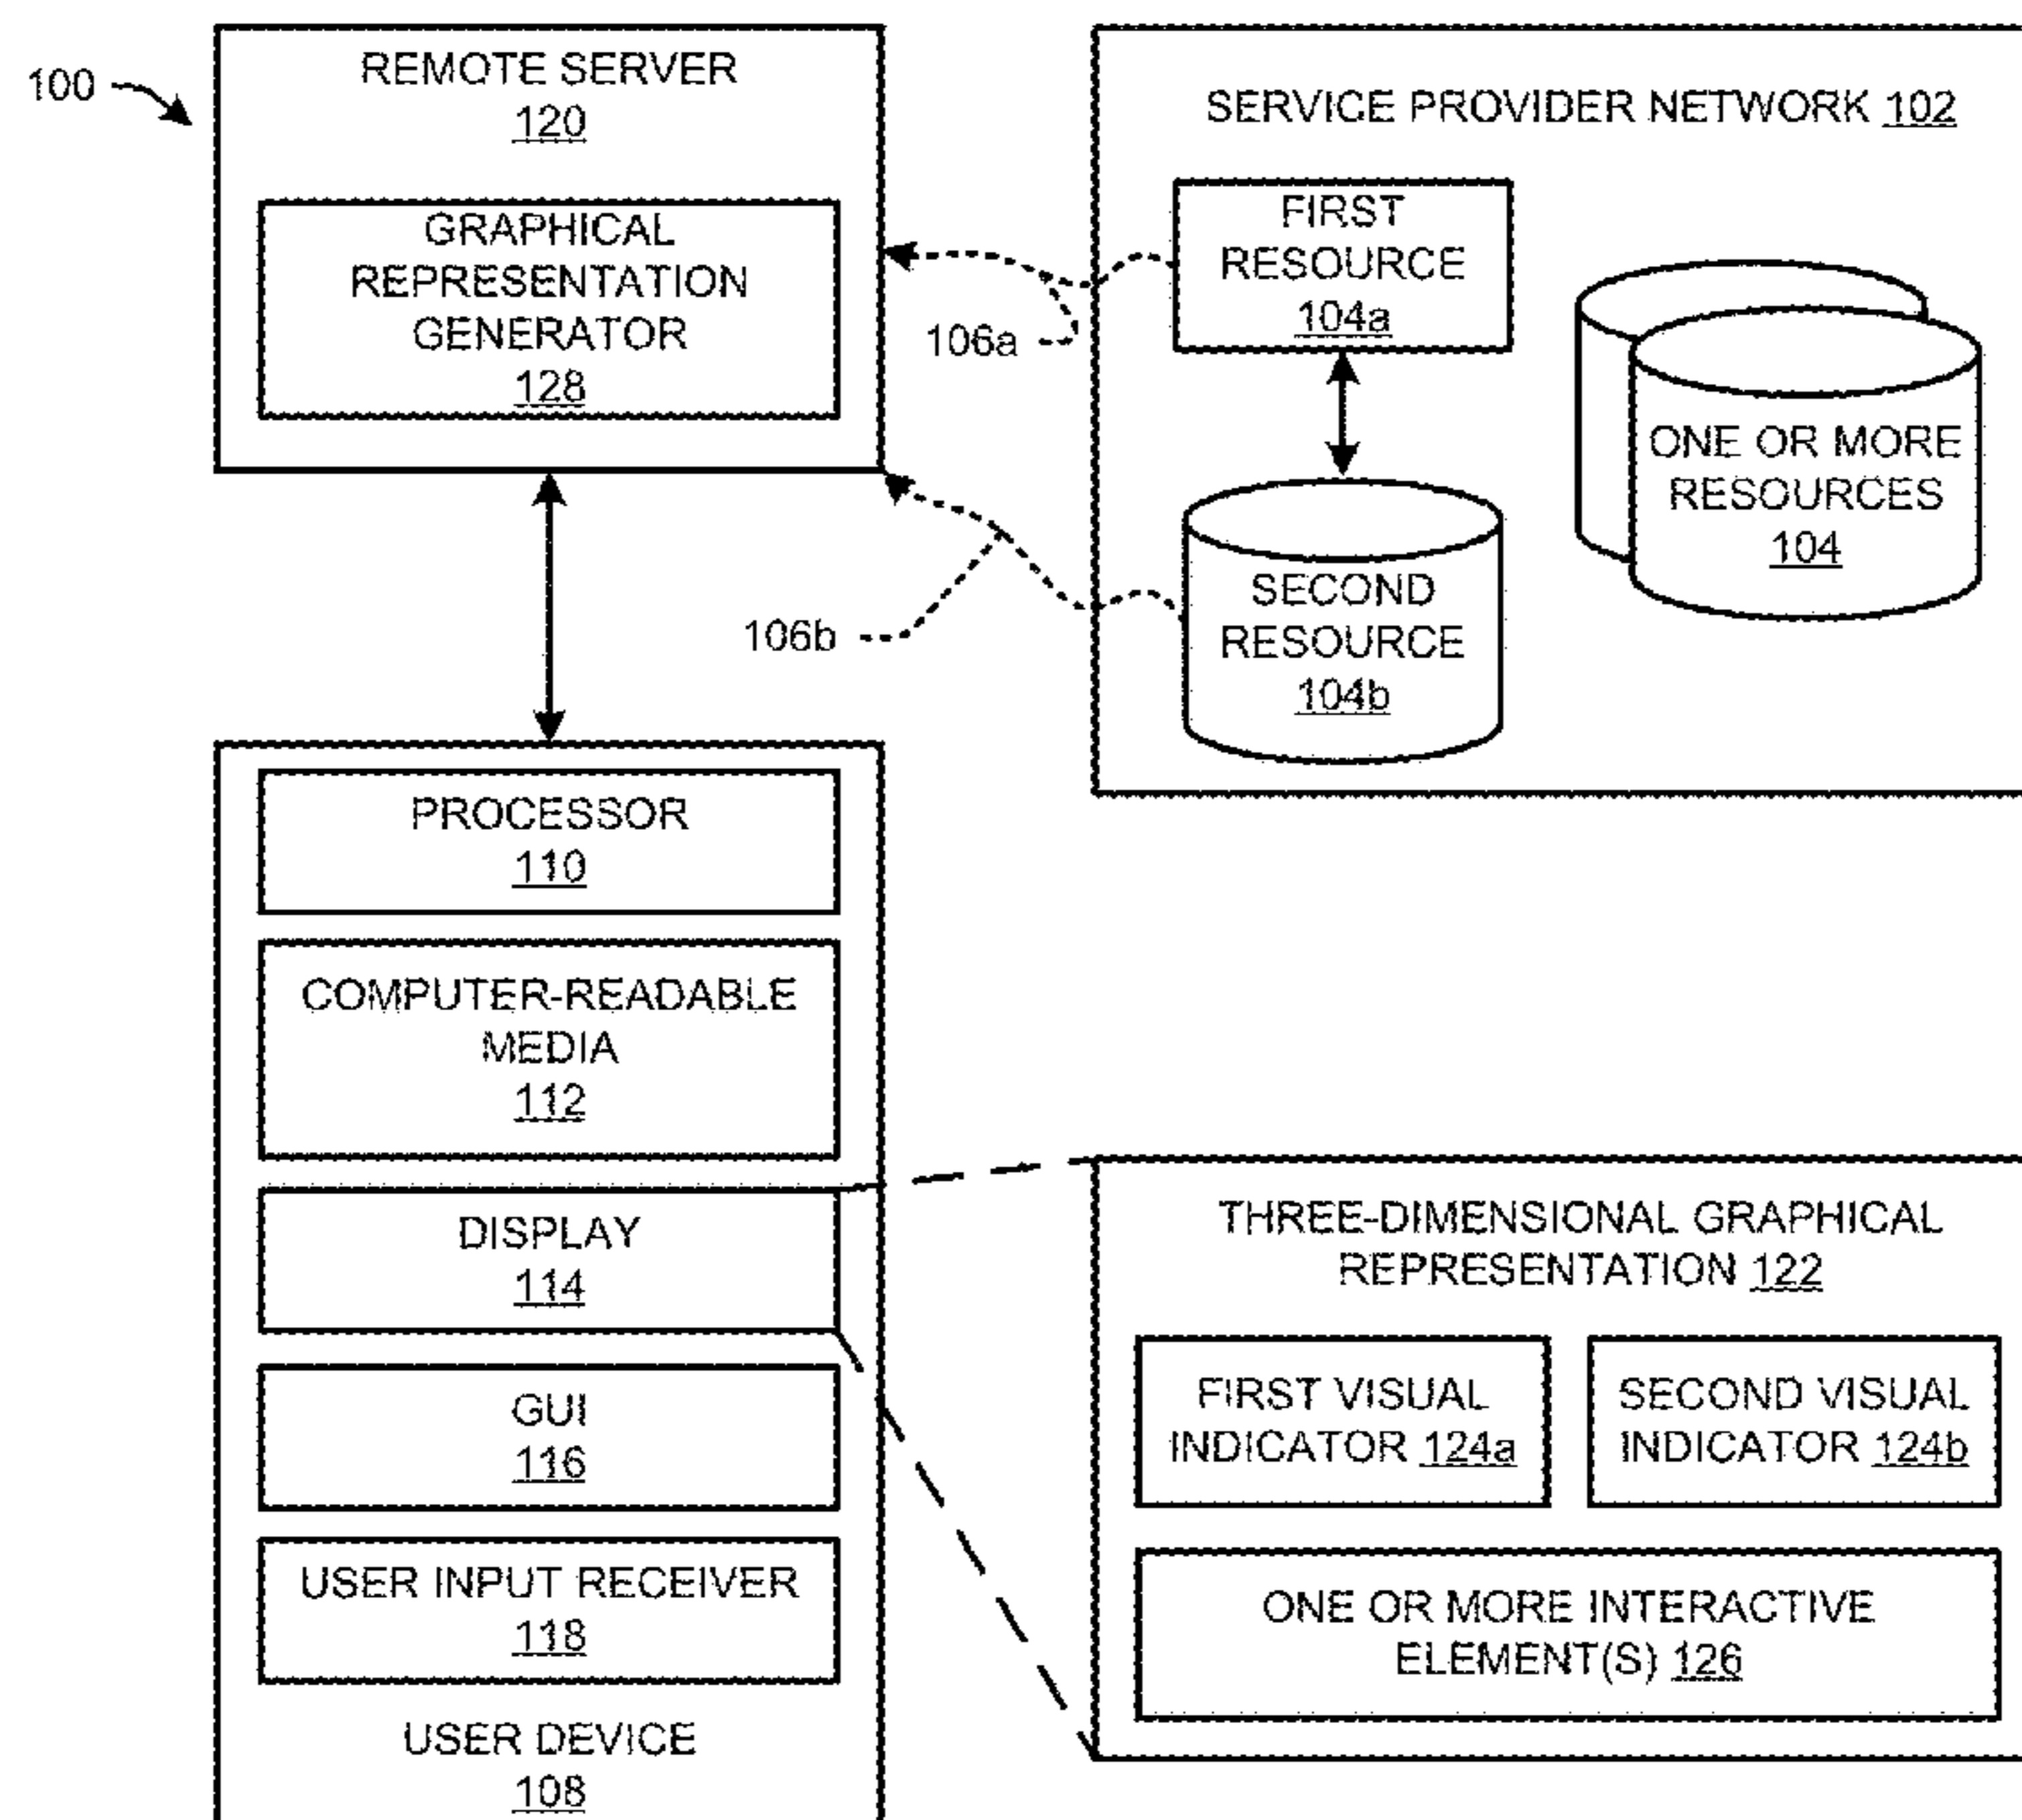 100
REMOTE SERVER
120
GRAPHICAL
REPRESENTATION
GENERATOR
128
SERVICE PROVIDER NETWORK 102
FIRST
RESOURCE
104a
106a
ONE OR MORE
RESOURCES
104
SECOND
RESOURCE
104b
106b
PROCESSOR
110
COMPUTER-READABLE
MEDIA
112
DISPLAY
114
GUI
116
USER INPUT RECEIVER
118
USER DEVICE
108
THREE-DIMENSIONAL GRAPHICAL
REPRESENTATION 122
FIRST VISUAL
INDICATOR 124a
SECOND VISUAL
INDICATOR 124b
ONE OR MORE INTERACTIVE
ELEMENT(S) 126